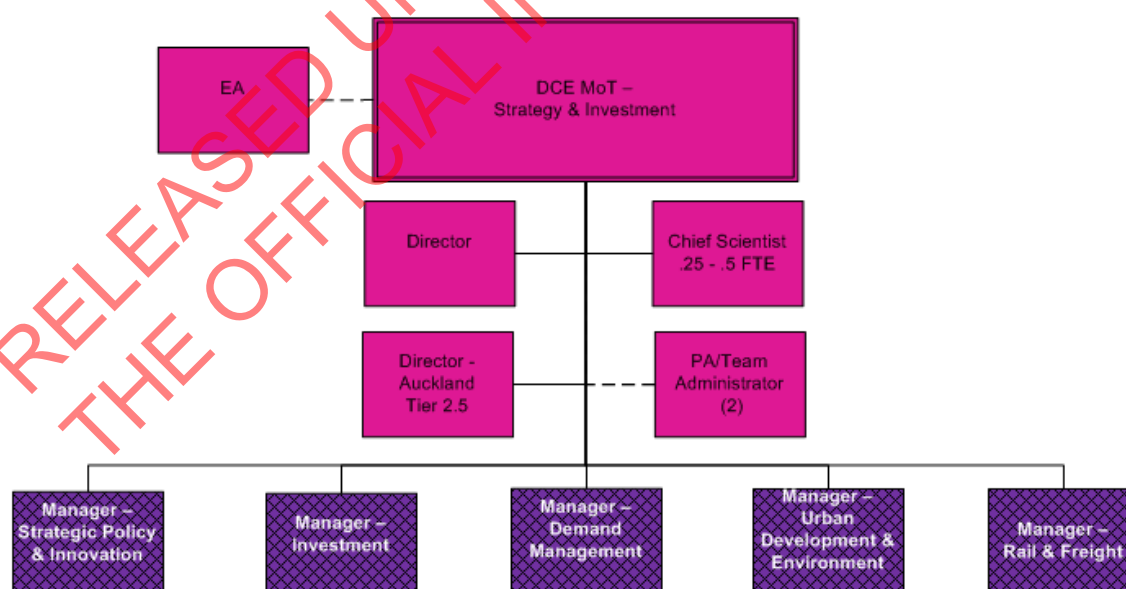 RELEASED UN
THE OFFICIAL I
EA
DCE MoT –
Strategy & Investment
Director
Chief Scientist
.25 - .5 FTE
Director -
Auckland
Tier 2.5
PA/Team
Administrator
(2)
Manager –
Strategic Policy
& Innovation
Manager –
Investment
Manager –
Demand
Management
Manager –
Urban
Development &
Environment
Manager –
Rail & Freight